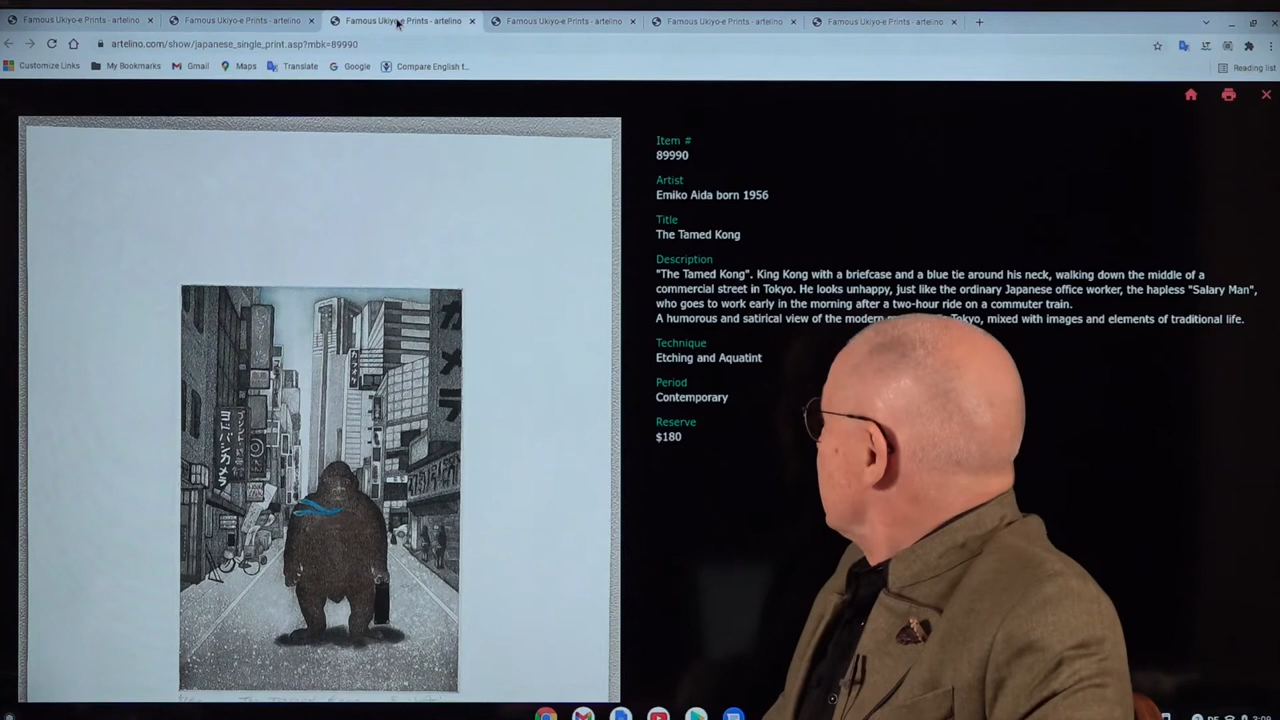 Famous Ukiyo-e Prints - artelino
Famous Ukiyo-e Prints - artelino
Famous Ukiyo-e Prints - artelino
Famous Ukiyo-e Prints - artelino
Famous Ukiyo-e Prints - artelino
Famous Ukiyo-e Prints - artelino
artelino.com/show/japanese_single_print.asp?mbk=89990
Customize Links
My Bookmarks
Gmail
Maps
Translate
Google
Compare English t...
Reading list
Item #
89990
Artist
Emiko Aida born 1956
Title
The Tamed Kong
Description
"The Tamed Kong". King Kong with a briefcase and a blue tie around his neck, walking down the middle of a
commercial street in Tokyo. He looks unhappy, just like the ordinary Japanese office worker, the hapless "Salary Man",
who goes to work early in the morning after a two-hour ride on a commuter train.
A humorous and satirical view of the modern Tokyo, mixed with images and elements of traditional life.
Technique
Etching and Aquatint
Period
Contemporary
Reserve
$180
カメラ
ヨドバシカメラ